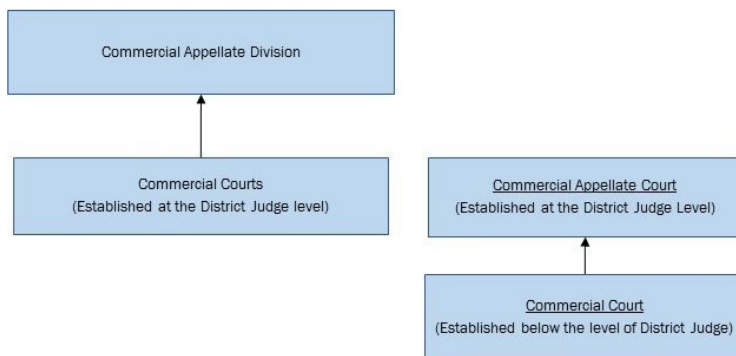 Commercial Appellate Division
Commercial Courts
(Established at the District Judge level)
Commercial Appellate Court
(Established at the District Judge Level)
Commercial Court
(Established below the level of District Judge)